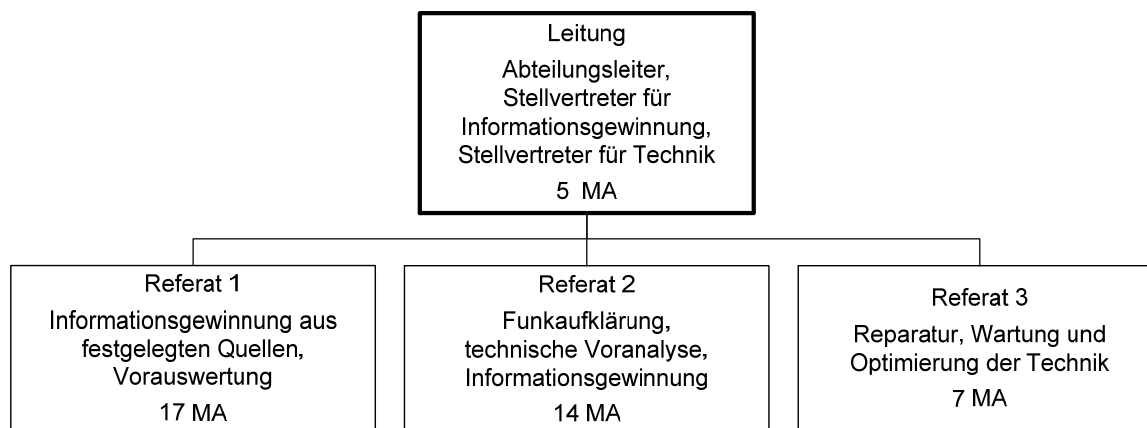 Leitung
Abteilungsleiter,
Stellvertreter für
Informationsgewinnung,
Stellvertreter für Technik
5 MA
Referat 1
Informationsgewinnung aus
festgelegten Quellen,
Vorauswertung
17 MA
Referat 2
Funkaufklärung,
technische Voranalyse,
Informationsgewinnung
14 MA
Referat 3
Reparatur, Wartung und
Optimierung der Technik
7 MA